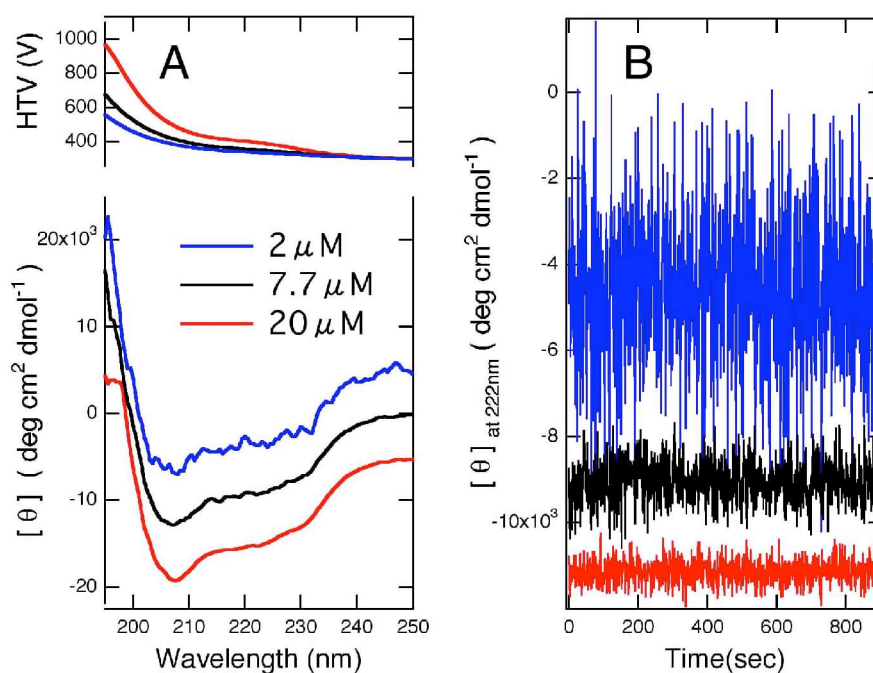 A
HTV (V)
1000
800
600
400
[θ] ( deg cm² dmol⁻¹ )
20x10³
10
0
-10
-20
2 μM
7.7 μM
20 μM
200
210
220
230
240
250
Wavelength (nm)
B
[θ] at 222nm ( deg cm² dmol⁻¹ )
0
-2
-4
-6
-8
-10x10³
0
200
400
600
800
Time(sec)